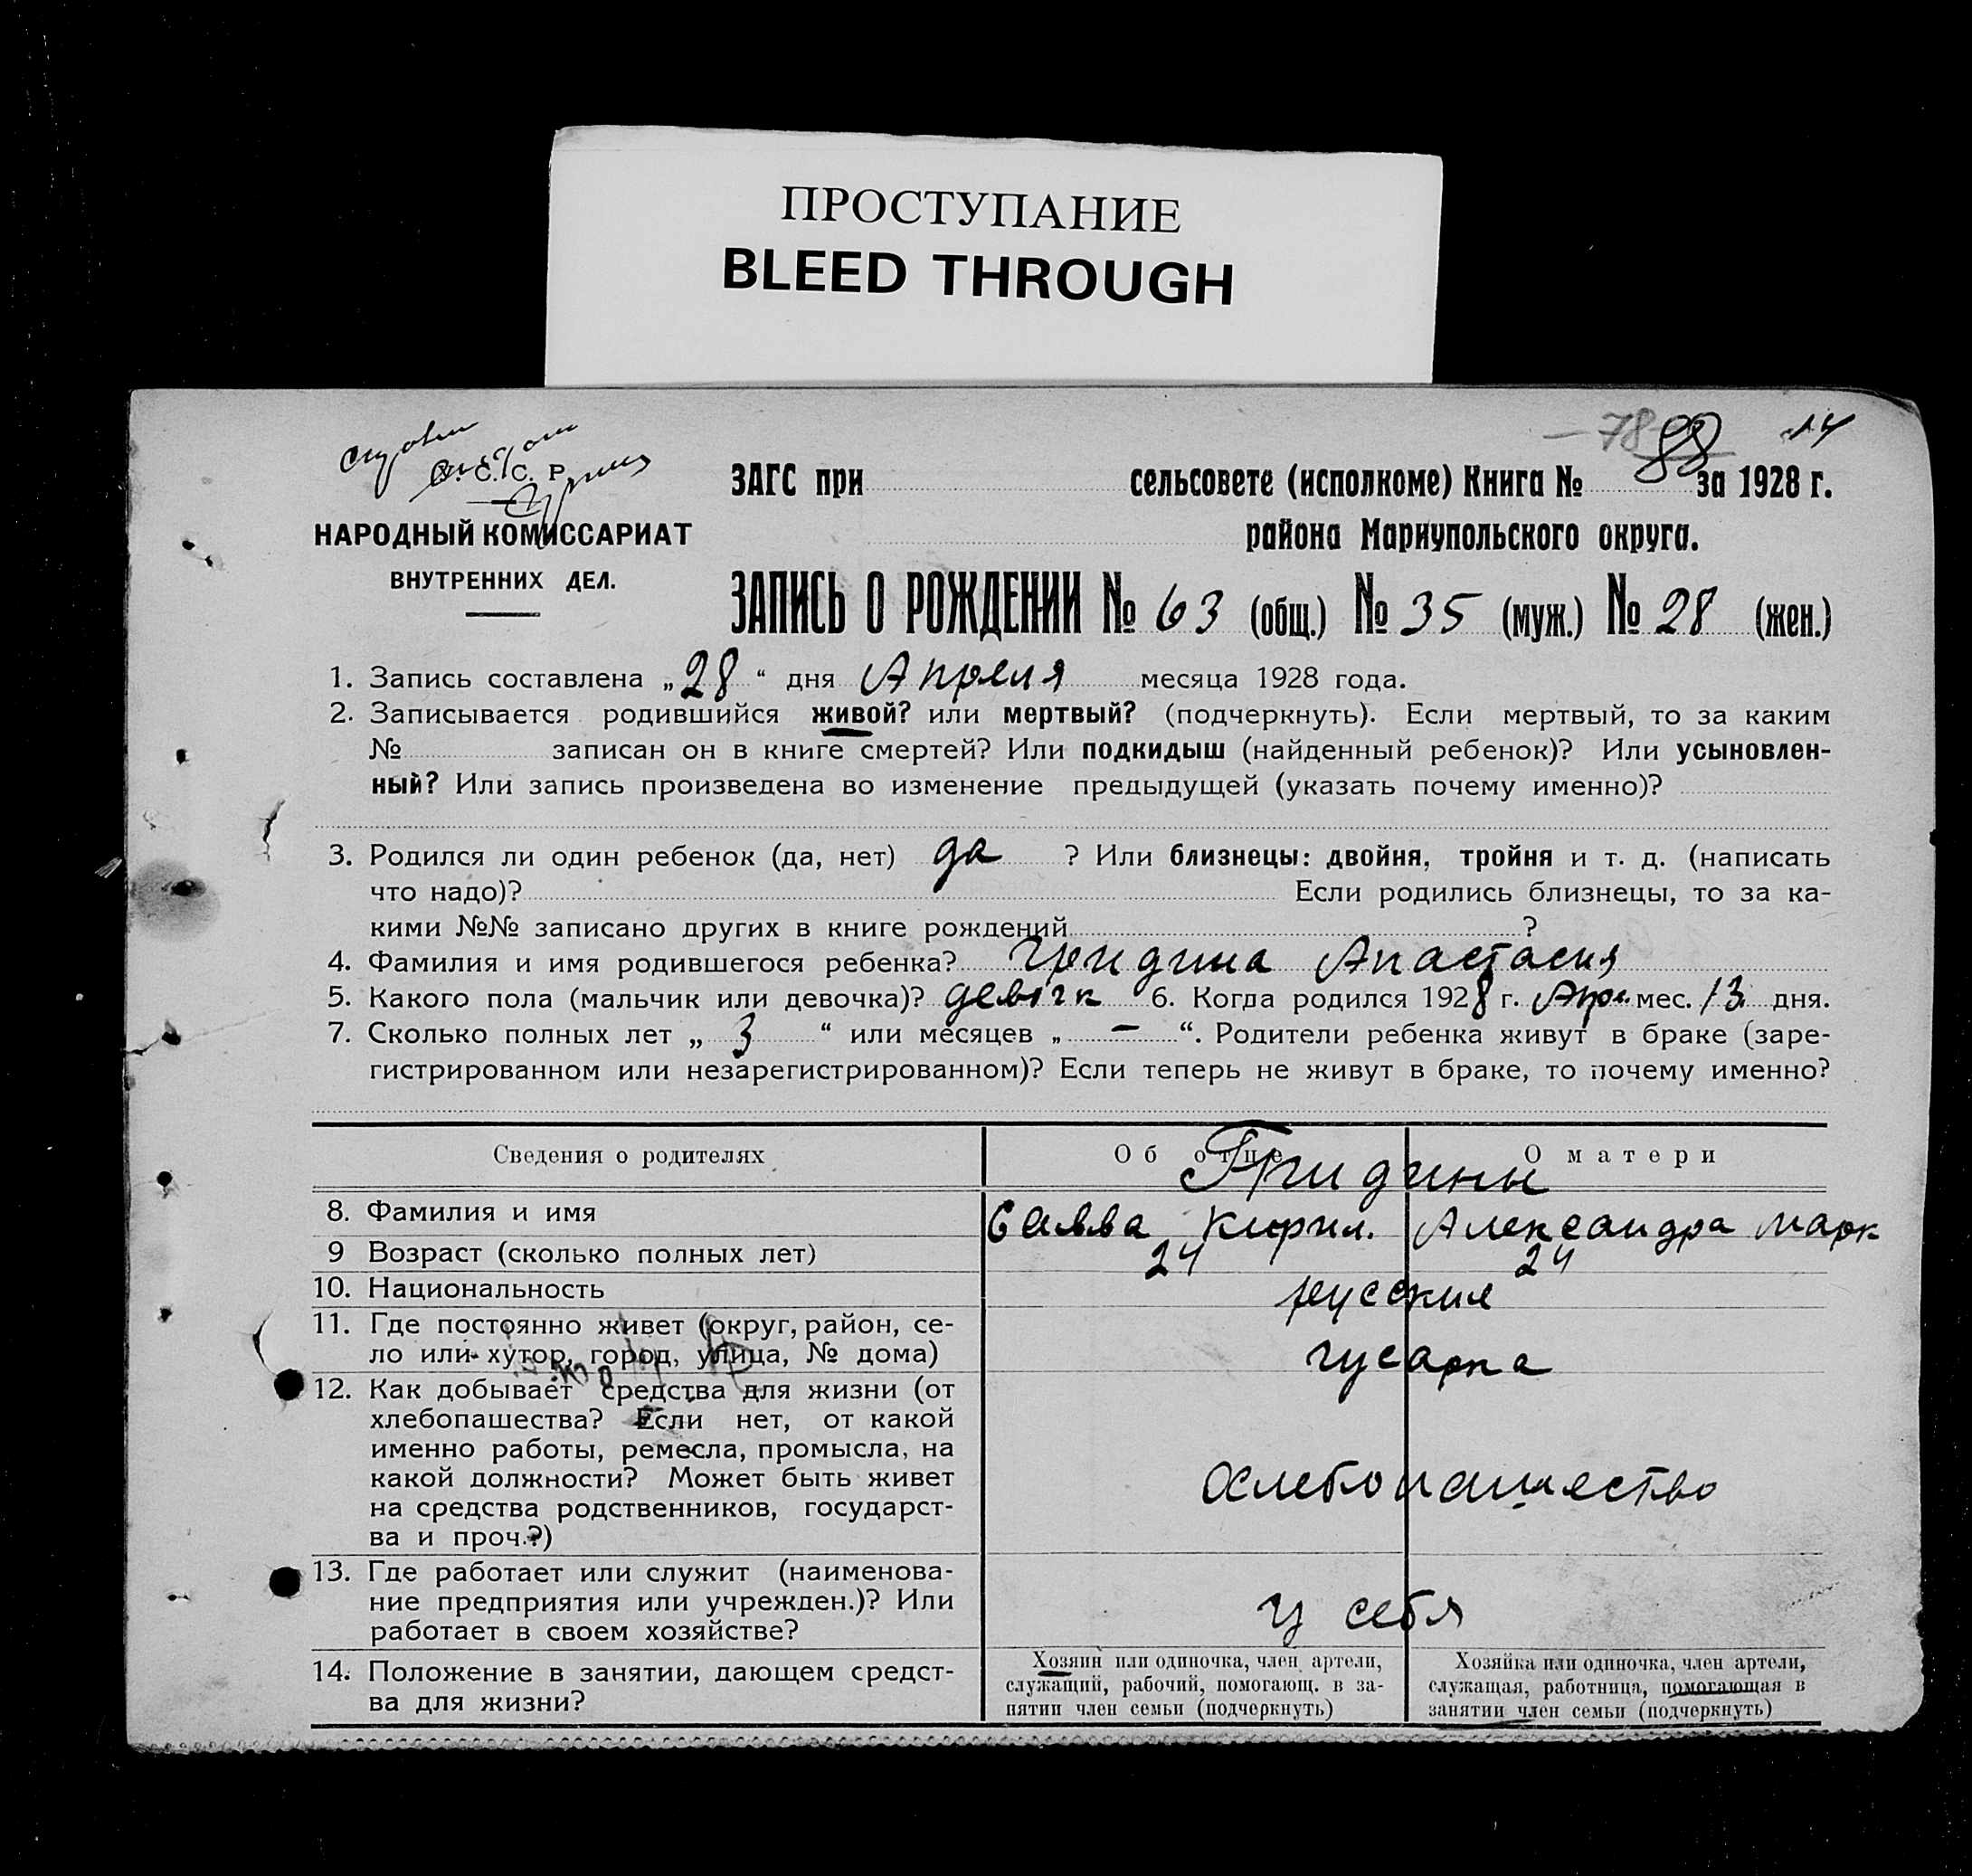 ПРОСТУПАНИЕ
BLEED THROUGH
78 88 14
У. С. С. Р.
НАРОДНЫЙ КОМИССАРИАТ
ВНУТРЕННИХ ДЕЛ.
ЗАГС при сельсовете (исполкоме) Книга № за 1928 г.
района Мариупольского округа.
ЗАПИСЬ О РОЖДЕНИИ № 63 (общ.) № 35 (муж.) № 28 (жен.)
1. Запись составлена „28“ дня Апреля месяца 1928 года.
2. Записывается родившийся живой? или мертвый? (подчеркнуть). Если мертвый, то за каким
№ записан он в книге смертей? Или подкидыш (найденный ребенок)? Или усыновлен-
ный? Или запись произведена во изменение предыдущей (указать почему именно)?
3. Родился ли один ребенок (да, нет) да ? Или близнецы: двойня, тройня и т. д. (написать
что надо)? Если родились близнецы, то за ка-
кими №№ записано других в книге рождений ?
4. Фамилия и имя родившегося ребенка? Гридина Анастасия
5. Какого пола (мальчик или девочка)? девочк 6. Когда родился 1928 г. Апре. мес. 13 дня.
7. Сколько полных лет „ 3 “ или месяцев „ — “. Родители ребенка живут в браке (заре-
гистрированном или незарегистрированном)? Если теперь не живут в браке, то почему именно?
Сведения о родителях Об отце О матери
Гридины
8. Фамилия и имя Савва Кирил. Александра Марк
9 Возраст (сколько полных лет) 24 24
10. Национальность русские
11. Где постоянно живет (округ, район, се-
ло или хутор, город, улица, № дома) гусарка
12. Как добывает средства для жизни (от
хлебопашества? Если нет, от какой
именно работы, ремесла, промысла, на
какой должности? Может быть живет
на средства родственников, государст-
ва и проч.?)
хлебопашество
13. Где работает или служит (наименова-
ние предприятия или учрежден.)? Или
работает в своем хозяйстве?
у себя
14. Положение в занятии, дающем средст-
ва для жизни?
Хозяин или одиночка, член артели,
служащий, рабочий, помогающ. в за-
нятии член семьи (подчеркнуть)
Хозяйка или одиночка, член артели,
служащая, работница, помогающая в
занятии член семьи (подчеркнуть)